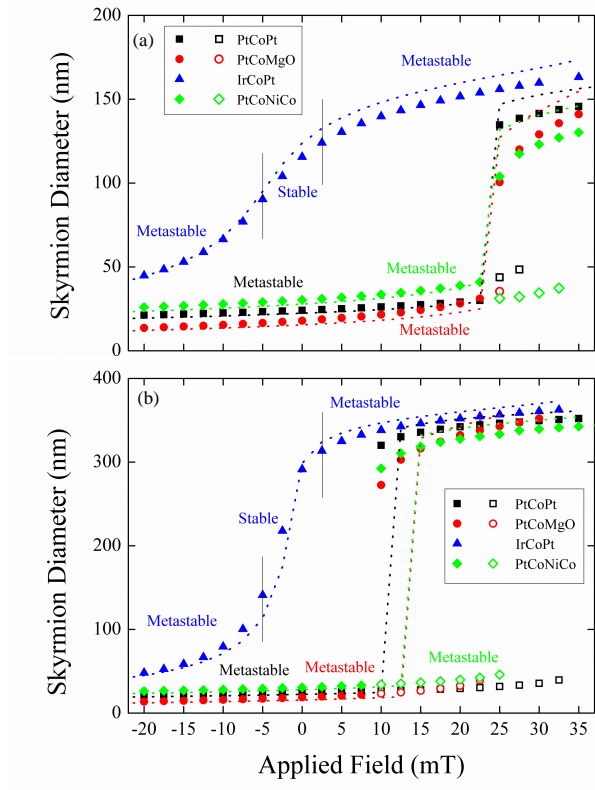 (a)
PtCoPt
PtCoMgO
IrCoPt
PtCoNiCo
Metastable
Stable
Metastable
Metastable
Metastable
Metastable
200
150
100
50
0
Skyrmion Diameter (nm)
(b)
Metastable
Stable
PtCoPt
PtCoMgO
IrCoPt
PtCoNiCo
Metastable
Metastable
Metastable
Metastable
400
300
200
100
0
Skyrmion Diameter (nm)
-20 -15 -10 -5 0 5 10 15 20 25 30 35
Applied Field (mT)